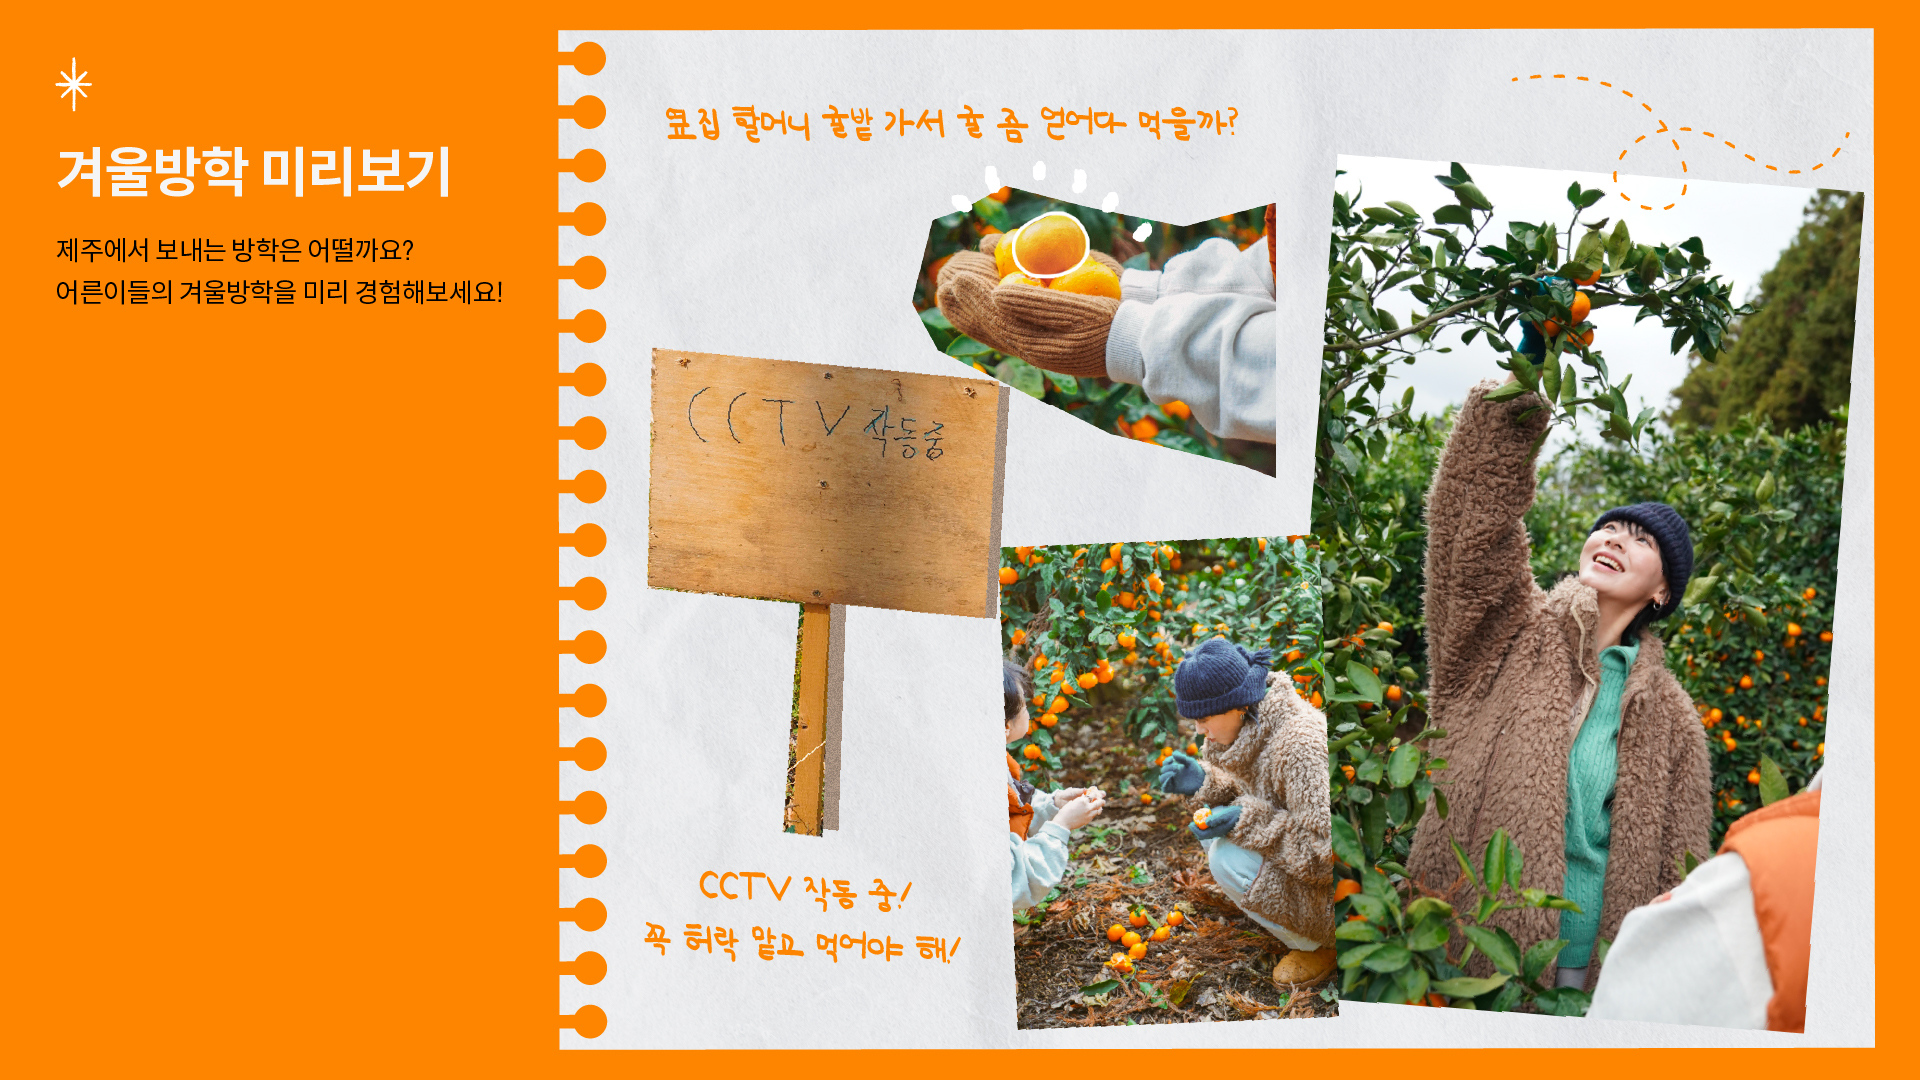 겨울방학 미리보기
제주에서 보내는 방학은 어떨까요?
어른이들의 겨울방학을 미리 경험해보세요!
요집 할머니 귤밭 가서 귤 좀 얻어다 먹을까?
CCTV 작동중
CCTV 작동 중!
꼭 허락 맡고 먹어야 해!